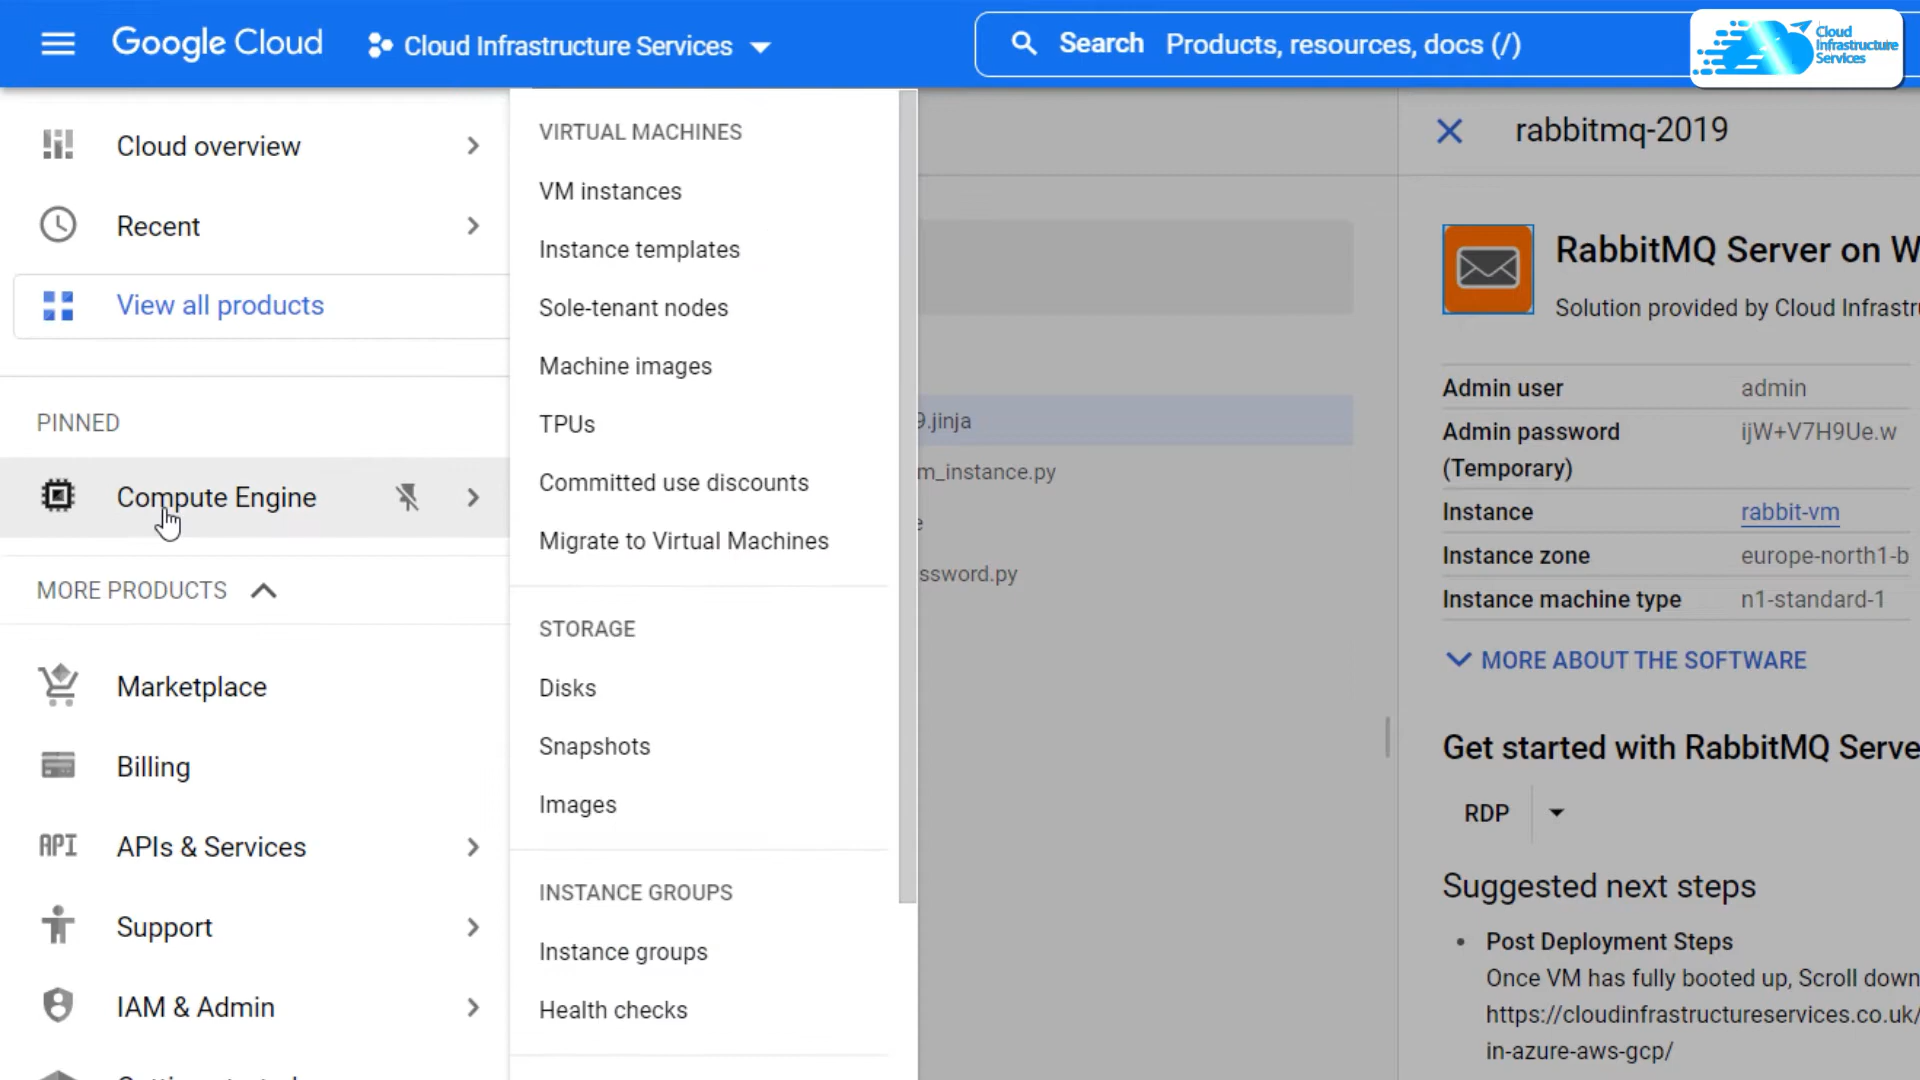 Google Cloud
Cloud Infrastructure Services
Search Products, resources, docs (/)
Cloud
Infrastructure
Services
Cloud overview
Recent
View all products
PINNED
Compute Engine
MORE PRODUCTS
Marketplace
Billing
API
APIs & Services
Support
IAM & Admin
VIRTUAL MACHINES
VM instances
Instance templates
Sole-tenant nodes
Machine images
TPUs
Committed use discounts
Migrate to Virtual Machines
STORAGE
Disks
Snapshots
Images
INSTANCE GROUPS
Instance groups
Health checks
9.jinja
m_instance.py
e
ssword.py
rabbitmq-2019
RabbitMQ Server on W
Solution provided by Cloud Infrastru
Admin user admin
Admin password ijW+V7H9Ue.w
(Temporary)
Instance rabbit-vm
Instance zone europe-north1-b
Instance machine type n1-standard-1
MORE ABOUT THE SOFTWARE
Get started with RabbitMQ Serve
RDP
Suggested next steps
• Post Deployment Steps
Once VM has fully booted up, Scroll down
https://cloudinfrastructureservices.co.uk/
in-azure-aws-gcp/